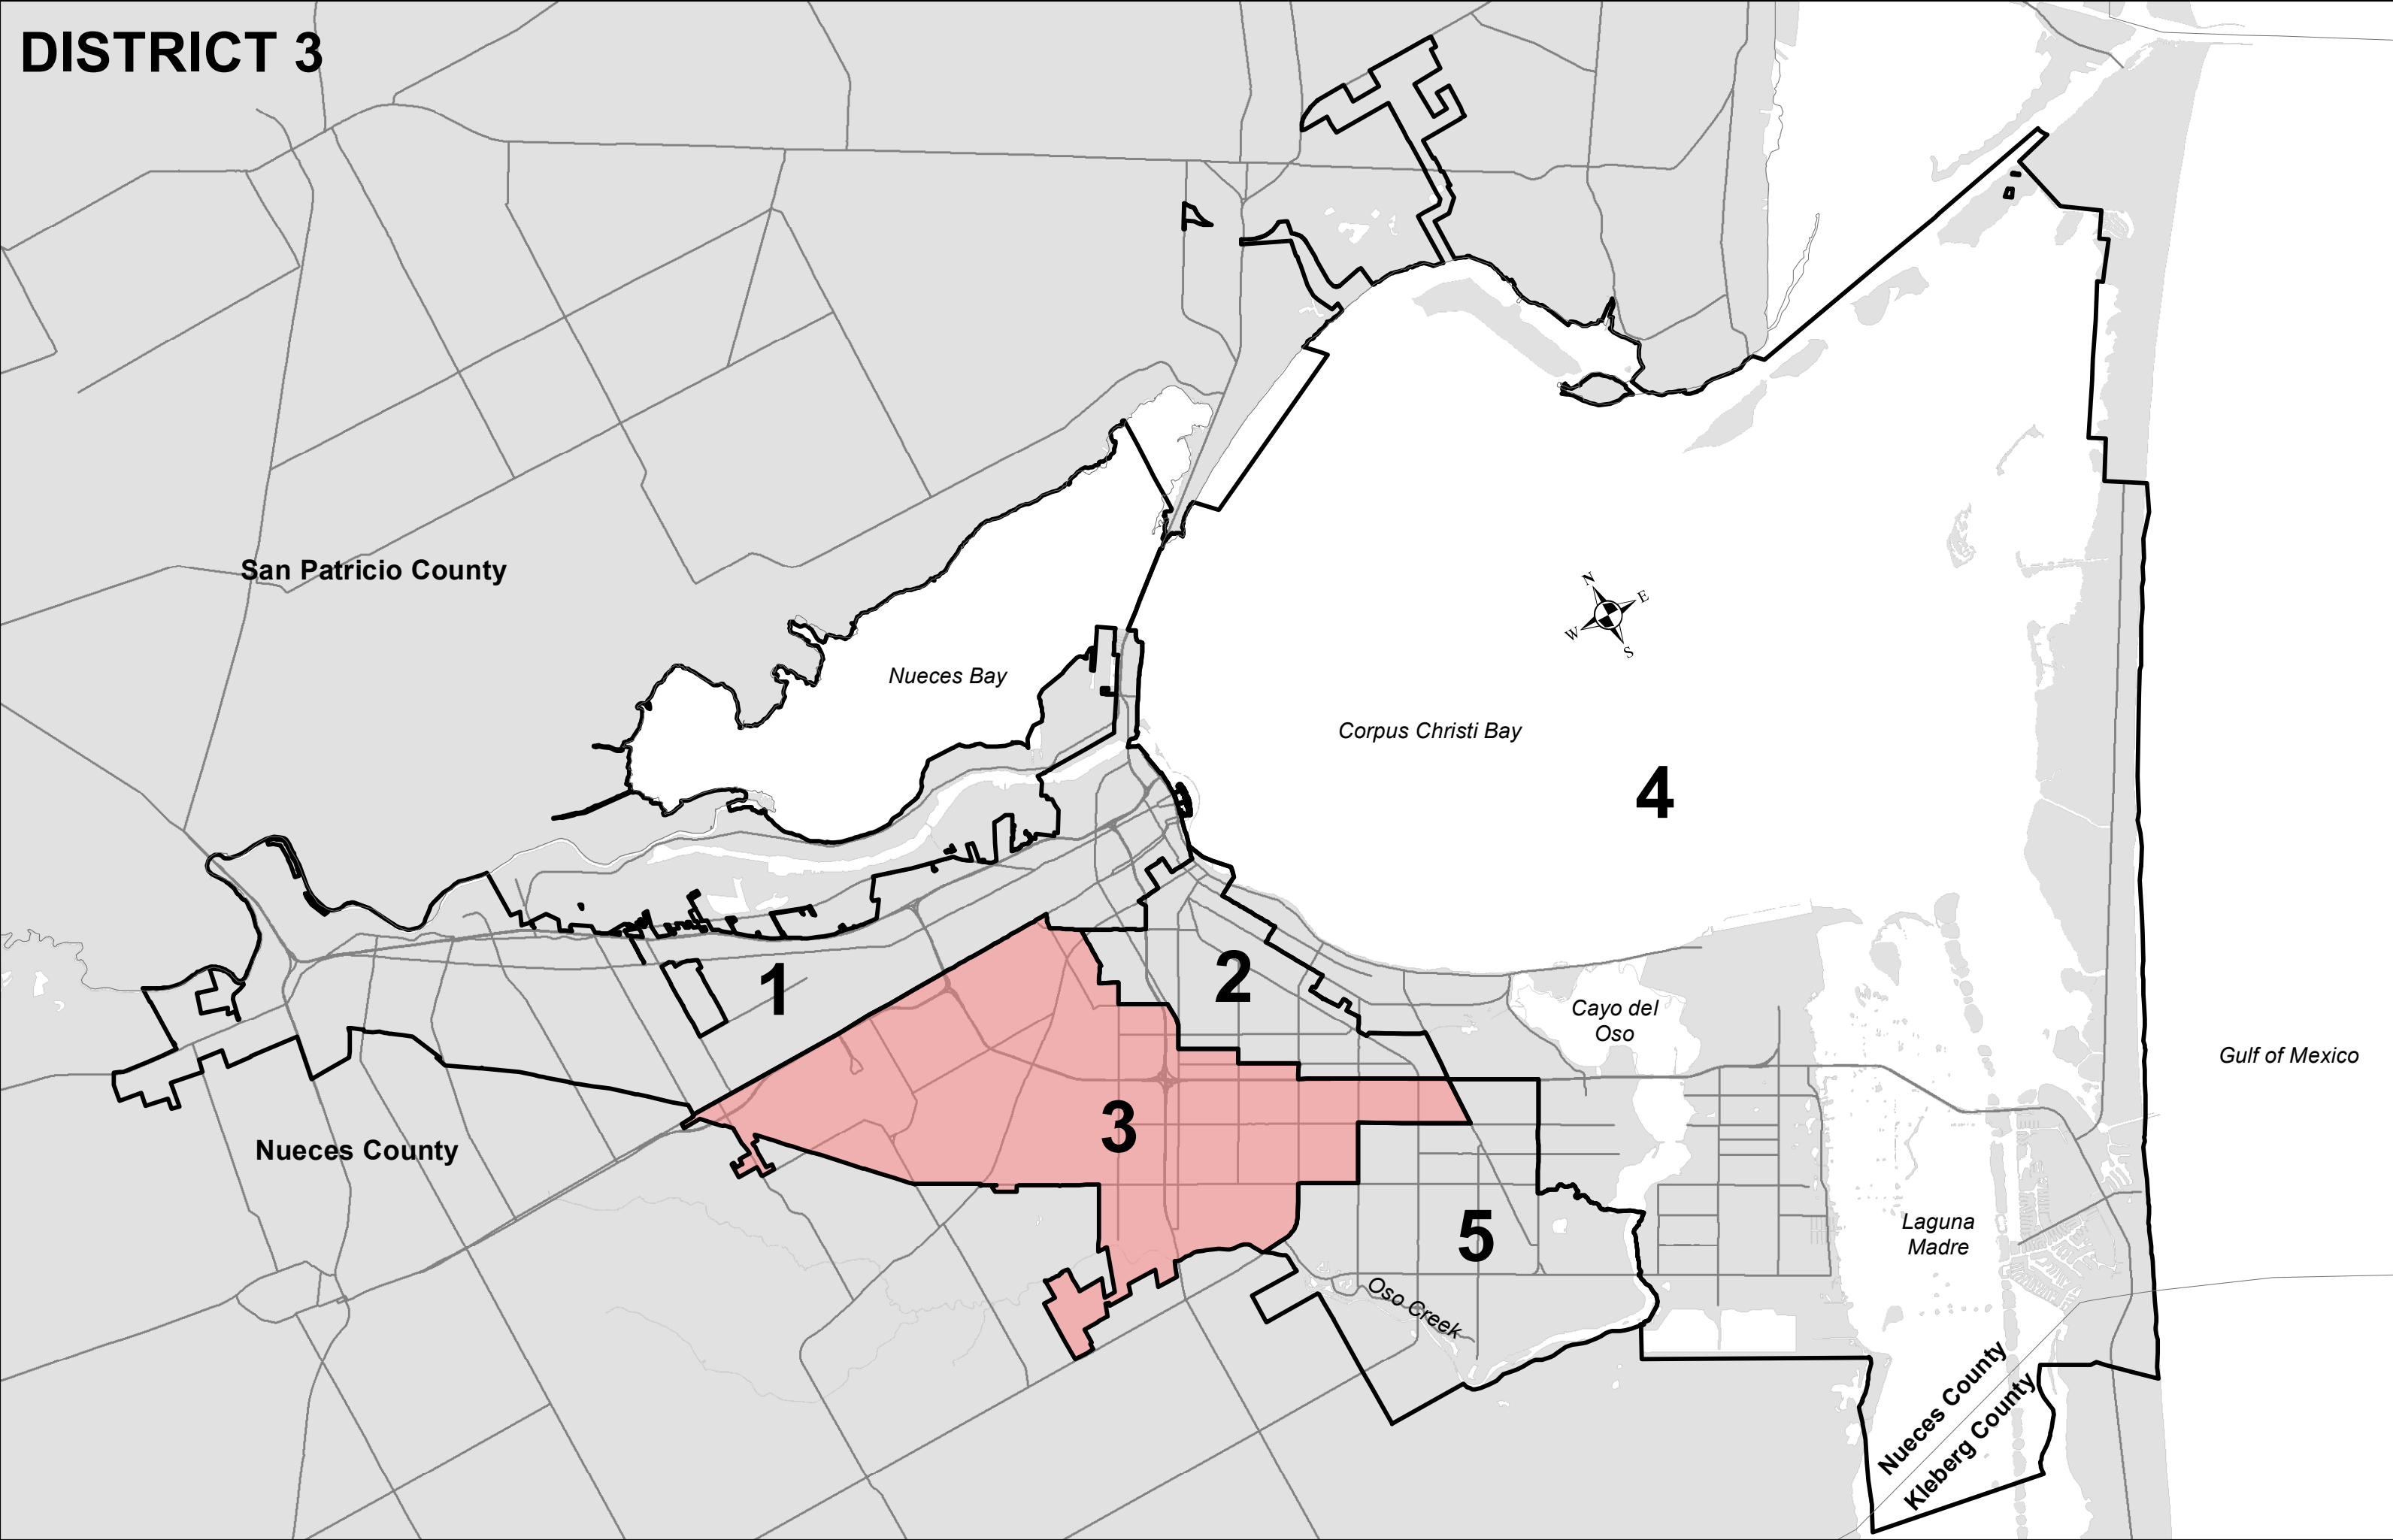 DISTRICT 3
San Patricio County
N
E
W
S
Nueces Bay
Corpus Christi Bay
4
1
2
Cayo del
Oso
Gulf of Mexico
3
Nueces County
5
Laguna
Madre
Oso Creek
Nueces County
Kleberg County